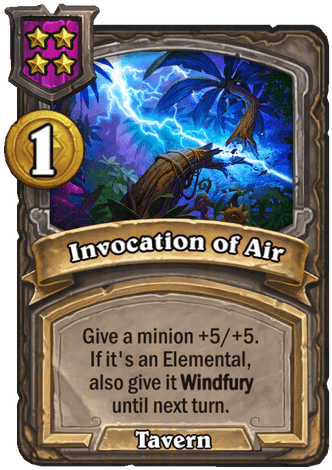 1
Invocation of Air
Give a minion +5/+5.
If it's an Elemental,
also give it Windfury
until next turn.
Tavern